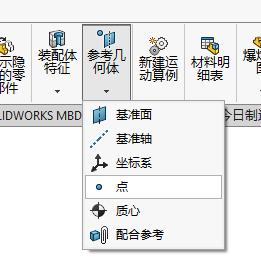 示隐
的零
部件
装配体
特征
参考几
何体
新建运
动算例
材料明
细表
爆炸
LIDWORKS MBD
今日制造
基准面
基准轴
坐标系
点
质心
配合参考